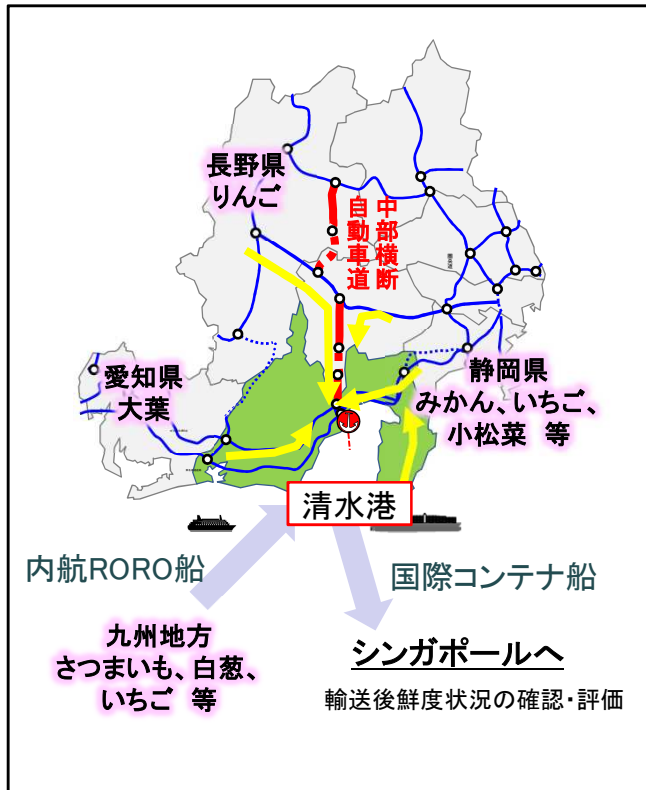 長野県
りんご
中部横断
自動車道
愛知県
大葉
静岡県
みかん、いちご、
小松菜 等
清水港
内航RORO船
国際コンテナ船
九州地方
さつまいも、白葱、
いちご 等
シンガポールへ
輸送後鮮度状況の確認・評価